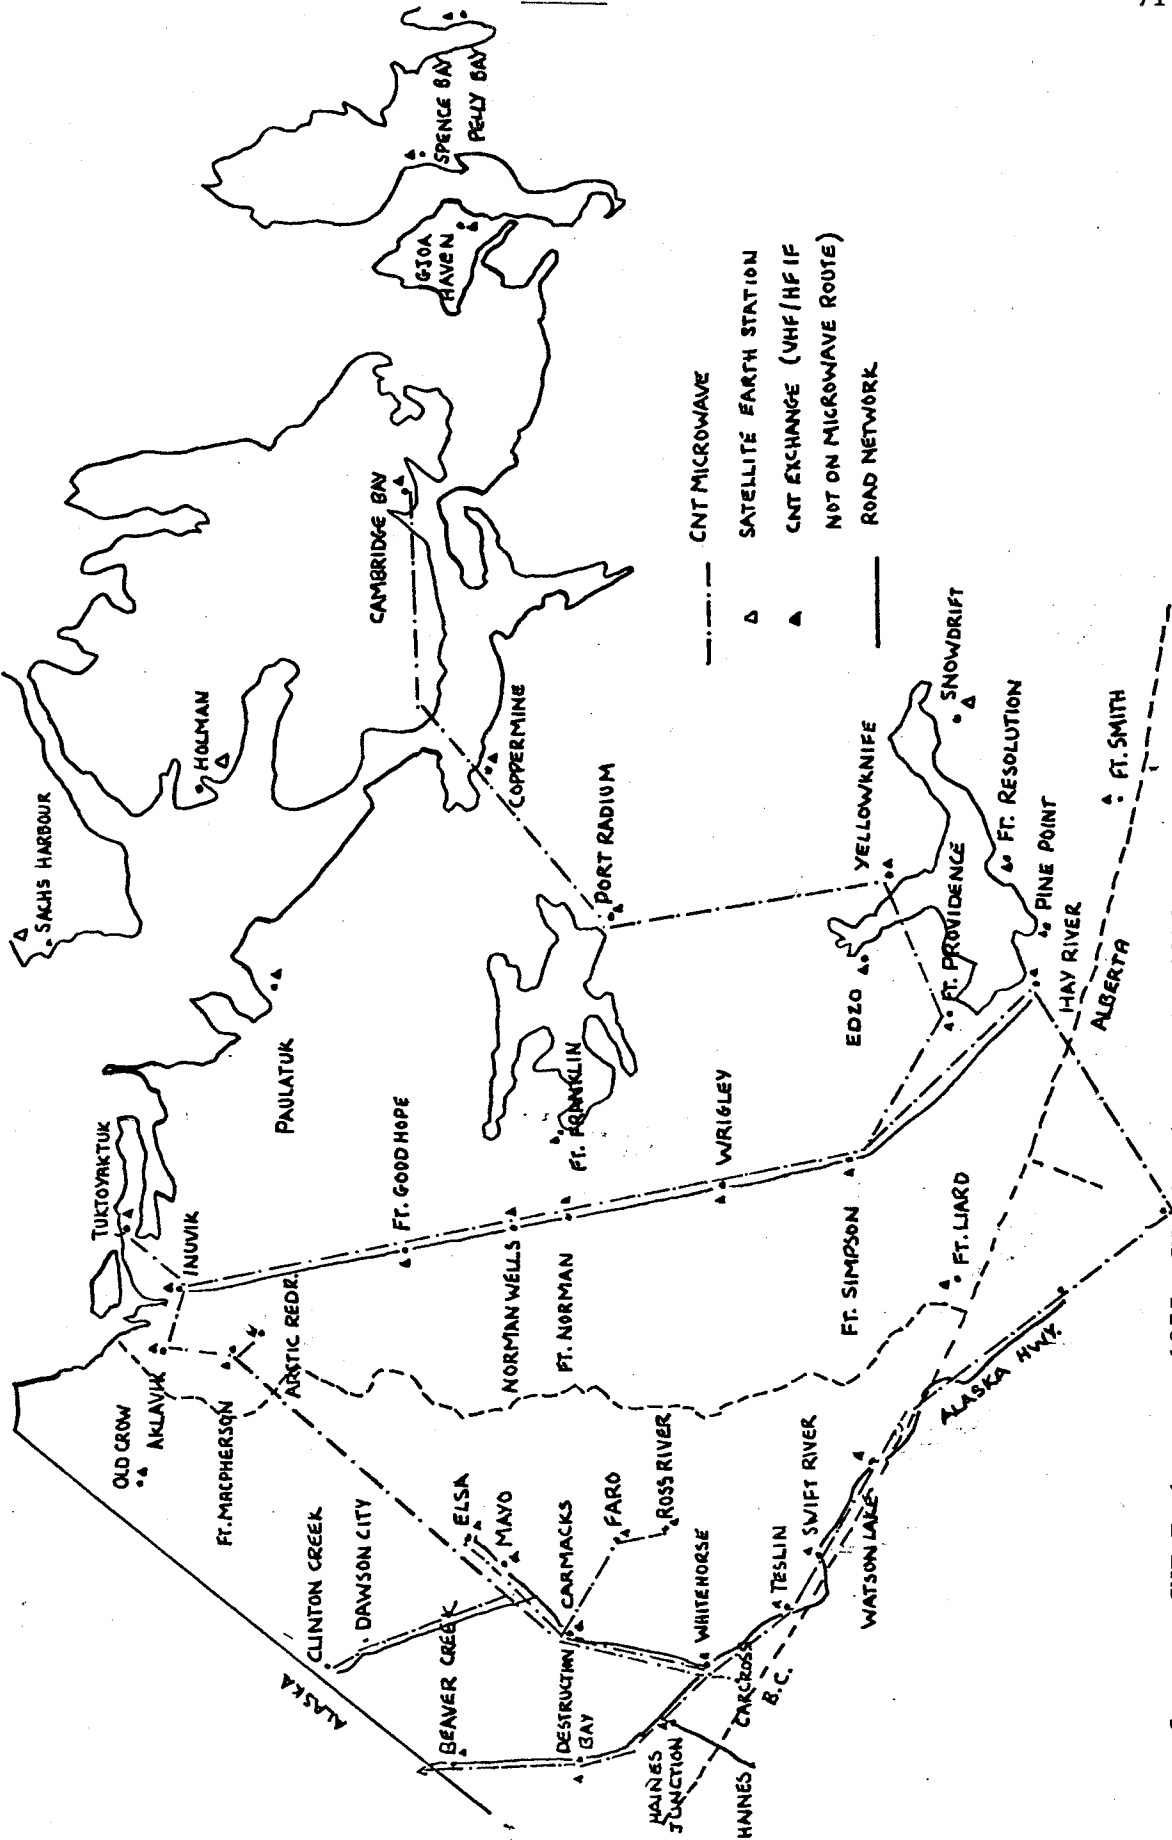 71
SPENCE BAY
PELLY BAY
GJOA
HAVEN
CAMBRIDGE BAY
HOLMAN
SACHS HARBOUR
COPPERMINE
PORT RADIUM
PAULATUK
TUKTOYAKTUK
INUVIK
OLD CROW
AKLAVIK
FT. MACPHERSON
ARCTIC REDR.
FT. GOOD HOPE
NORMAN WELLS
FT. NORMAN
FT. FRANKLIN
WRIGLEY
FT. SIMPSON
FT. LIARD
YELLOWKNIFE
EDZO
FT. PROVIDENCE
SNOWDRIFT
FT. RESOLUTION
PINE POINT
HAY RIVER
FT. SMITH
ALBERTA
CLINTON CREEK
DAWSON CITY
ALASKA
BEAVER CREEK
ELSA
MAYO
CARMACKS
FARO
ROSS RIVER
DESTRUCTION
BAY
WHITEHORSE
HAINES
JUNCTION
HAINES
CARCROSS
B.C.
TESLIN
SWIFT RIVER
WATSON LAKE
ALASKA HWY.
CNT MICROWAVE
SATELLITE EARTH STATION
CNT EXCHANGE (VHF/HF IF
NOT ON MICROWAVE ROUTE)
ROAD NETWORK